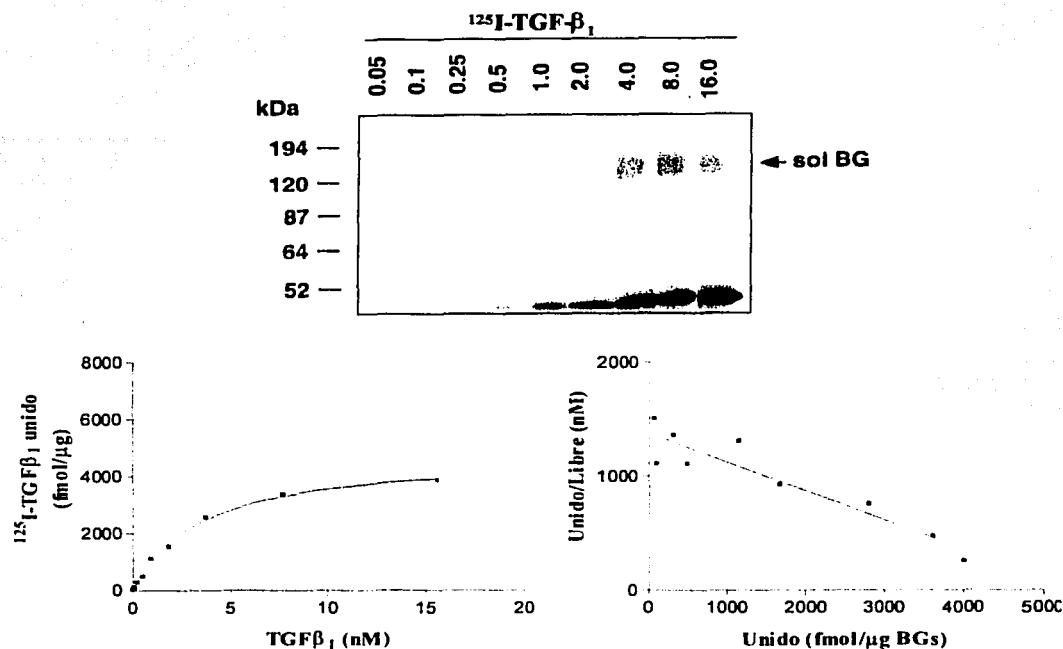 ¹²⁵I-TGF-β₁
0.05 0.1 0.25 0.5 1.0 2.0 4.0 8.0 16.0
kDa
194
120
87
64
52
sol BG
¹²⁵I-TGFβ₁ unido
(fmol/µg)
8000
6000
4000
2000
0
0 5 10 15 20
TGFβ₁ (nM)
Unido/Libre (nM)
2000
1000
0
0 1000 2000 3000 4000 5000
Unido (fmol/µg BGs)